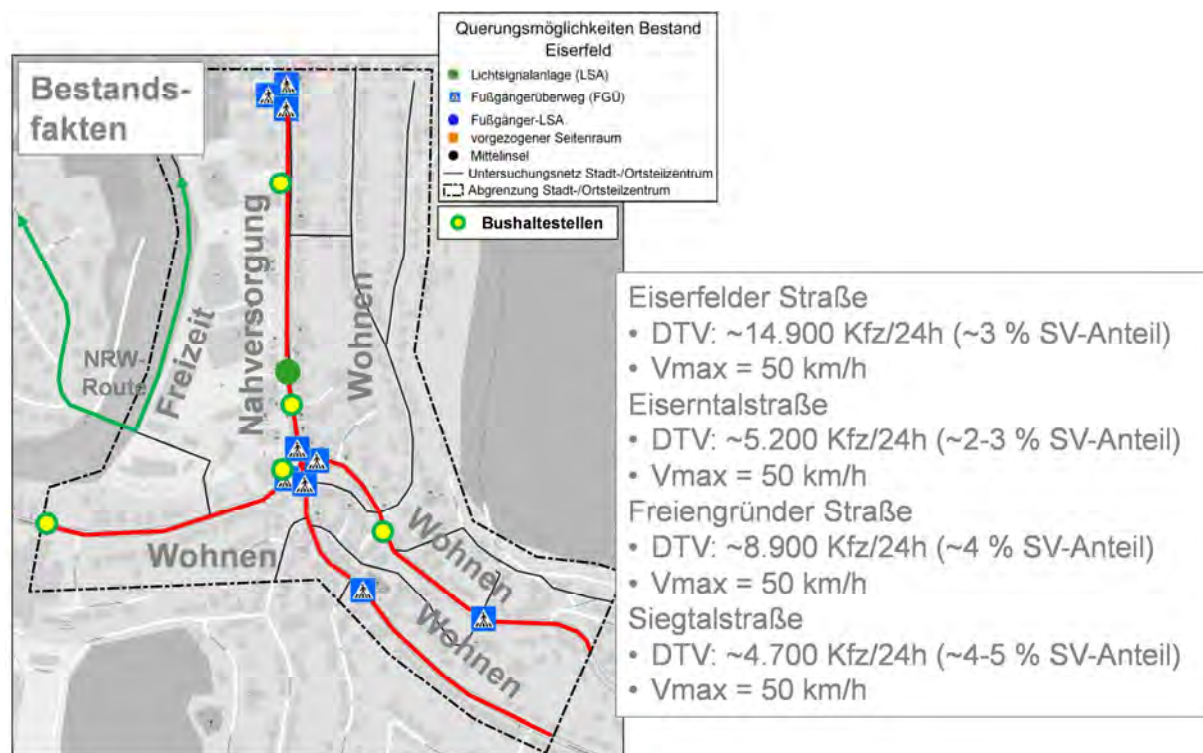 Bestands-
fakten
Querungsmöglichkeiten Bestand
Eiserfeld
Lichtsignalanlage (LSA)
Fußgängerüberweg (FGÜ)
Fußgänger-LSA
vorgezogener Seitenraum
Mittelinsel
Untersuchungsnetz Stadt-/Ortsteilzentrum
Abgrenzung Stadt-/Ortsteilzentrum
Bushaltestellen
NRW-
Route
Freizeit
Nahversorgung
Wohnen
Wohnen
Wohnen
Wohnen
Eiserfelder Straße
• DTV: ~14.900 Kfz/24h (~3 % SV-Anteil)
• Vmax = 50 km/h
Eiserntalstraße
• DTV: ~5.200 Kfz/24h (~2-3 % SV-Anteil)
• Vmax = 50 km/h
Freiengründer Straße
• DTV: ~8.900 Kfz/24h (~4 % SV-Anteil)
• Vmax = 50 km/h
Siegtalstraße
• DTV: ~4.700 Kfz/24h (~4-5 % SV-Anteil)
• Vmax = 50 km/h